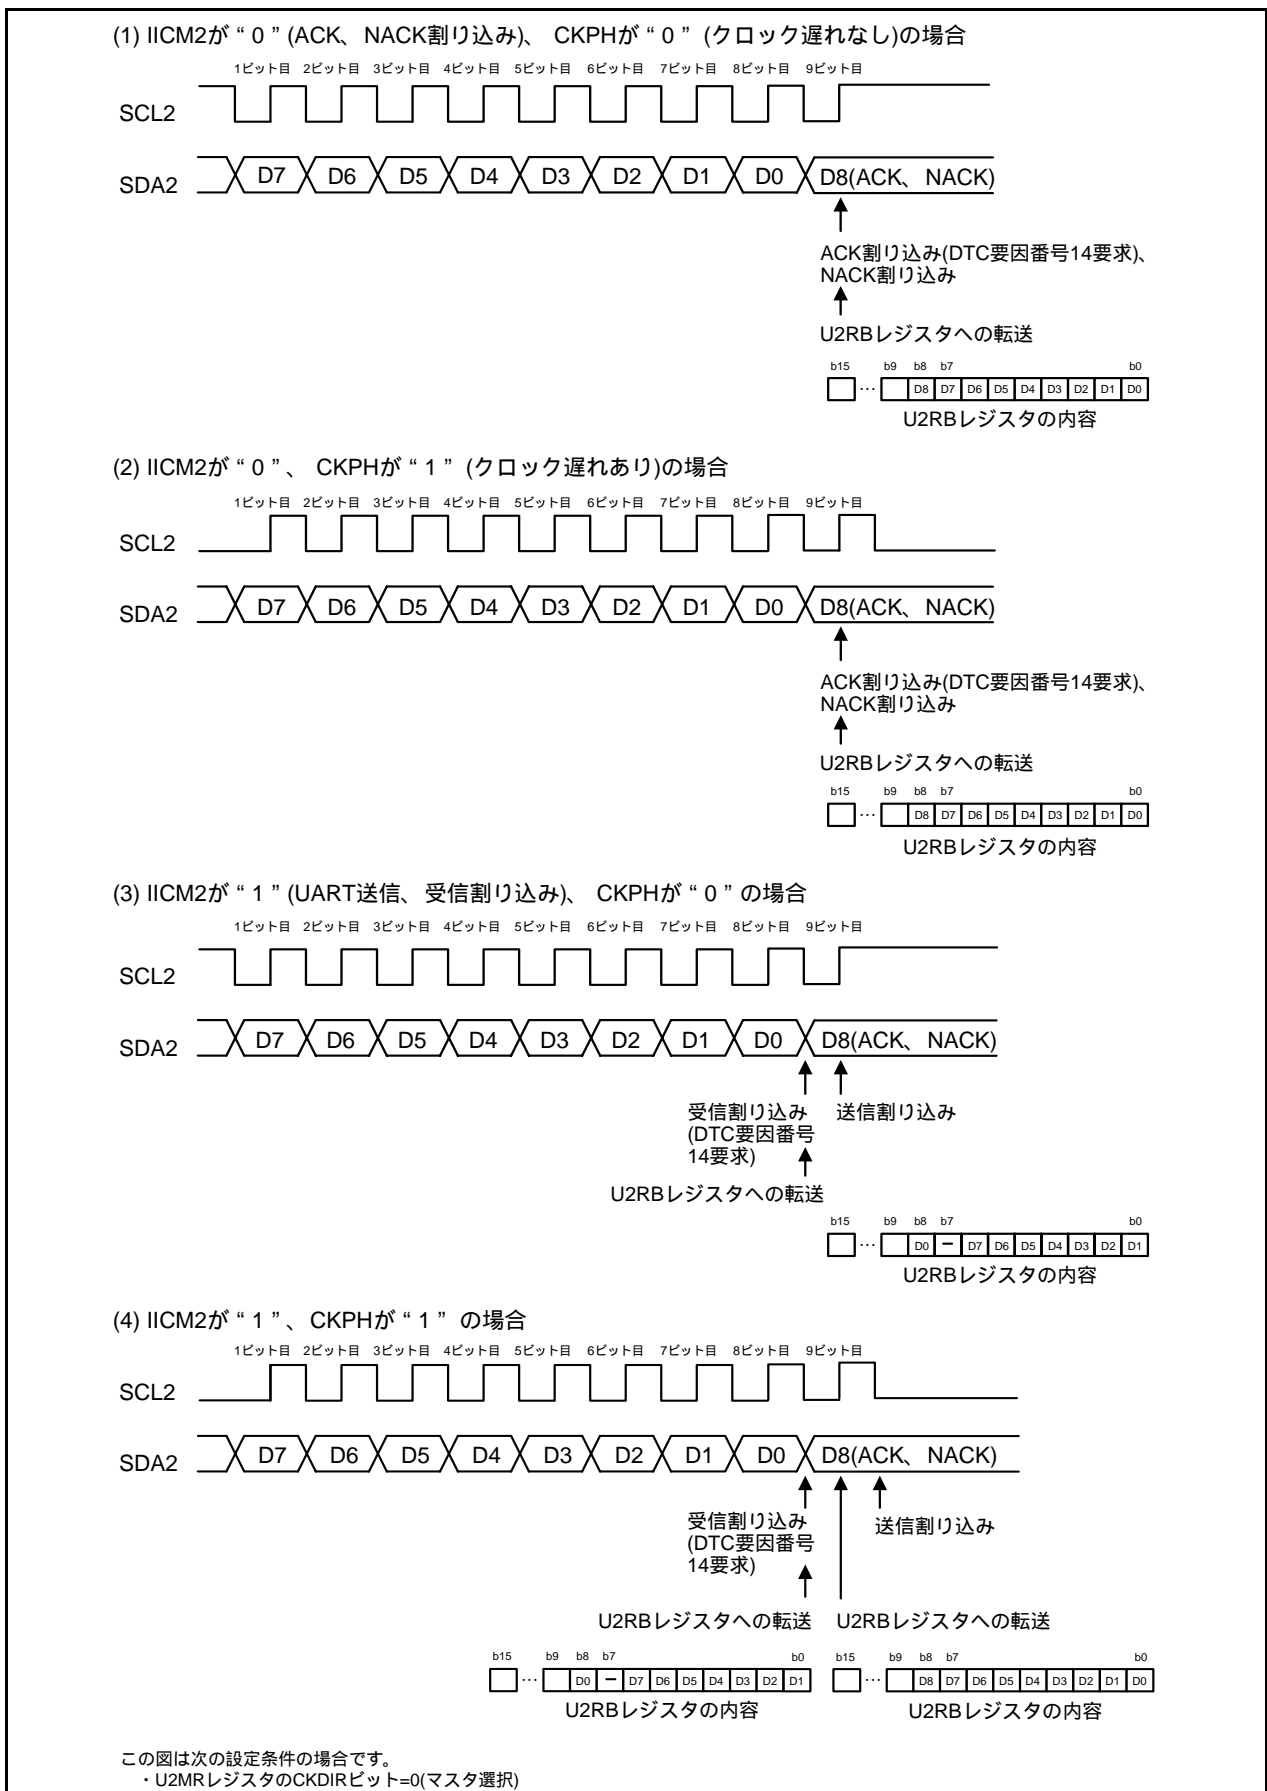 (1) IICM2が“0”(ACK、NACK割り込み)、CKPHが“0”(クロック遅れなし)の場合
1ビット目 2ビット目 3ビット目 4ビット目 5ビット目 6ビット目 7ビット目 8ビット目 9ビット目
SCL2
SDA2 D7 D6 D5 D4 D3 D2 D1 D0 D8(ACK、NACK)
ACK割り込み(DTC要因番号14要求)、
NACK割り込み
U2RBレジスタへの転送
b15 b9 b8 b7 b0
… D8 D7 D6 D5 D4 D3 D2 D1 D0
U2RBレジスタの内容
(2) IICM2が“0”、CKPHが“1”(クロック遅れあり)の場合
1ビット目 2ビット目 3ビット目 4ビット目 5ビット目 6ビット目 7ビット目 8ビット目 9ビット目
SCL2
SDA2 D7 D6 D5 D4 D3 D2 D1 D0 D8(ACK、NACK)
ACK割り込み(DTC要因番号14要求)、
NACK割り込み
U2RBレジスタへの転送
b15 b9 b8 b7 b0
… D8 D7 D6 D5 D4 D3 D2 D1 D0
U2RBレジスタの内容
(3) IICM2が“1”(UART送信、受信割り込み)、CKPHが“0”の場合
1ビット目 2ビット目 3ビット目 4ビット目 5ビット目 6ビット目 7ビット目 8ビット目 9ビット目
SCL2
SDA2 D7 D6 D5 D4 D3 D2 D1 D0 D8(ACK、NACK)
受信割り込み 送信割り込み
(DTC要因番号
14要求)
U2RBレジスタへの転送
b15 b9 b8 b7 b0
… D0 − D7 D6 D5 D4 D3 D2 D1
U2RBレジスタの内容
(4) IICM2が“1”、CKPHが“1”の場合
1ビット目 2ビット目 3ビット目 4ビット目 5ビット目 6ビット目 7ビット目 8ビット目 9ビット目
SCL2
SDA2 D7 D6 D5 D4 D3 D2 D1 D0 D8(ACK、NACK)
受信割り込み 送信割り込み
(DTC要因番号
14要求)
U2RBレジスタへの転送 U2RBレジスタへの転送
b15 b9 b8 b7 b0 b15 b9 b8 b7 b0
… D0 − D7 D6 D5 D4 D3 D2 D1 … D8 D7 D6 D5 D4 D3 D2 D1 D0
U2RBレジスタの内容 U2RBレジスタの内容
この図は次の設定条件の場合です。
・U2MRレジスタのCKDIRビット=0(マスタ選択)